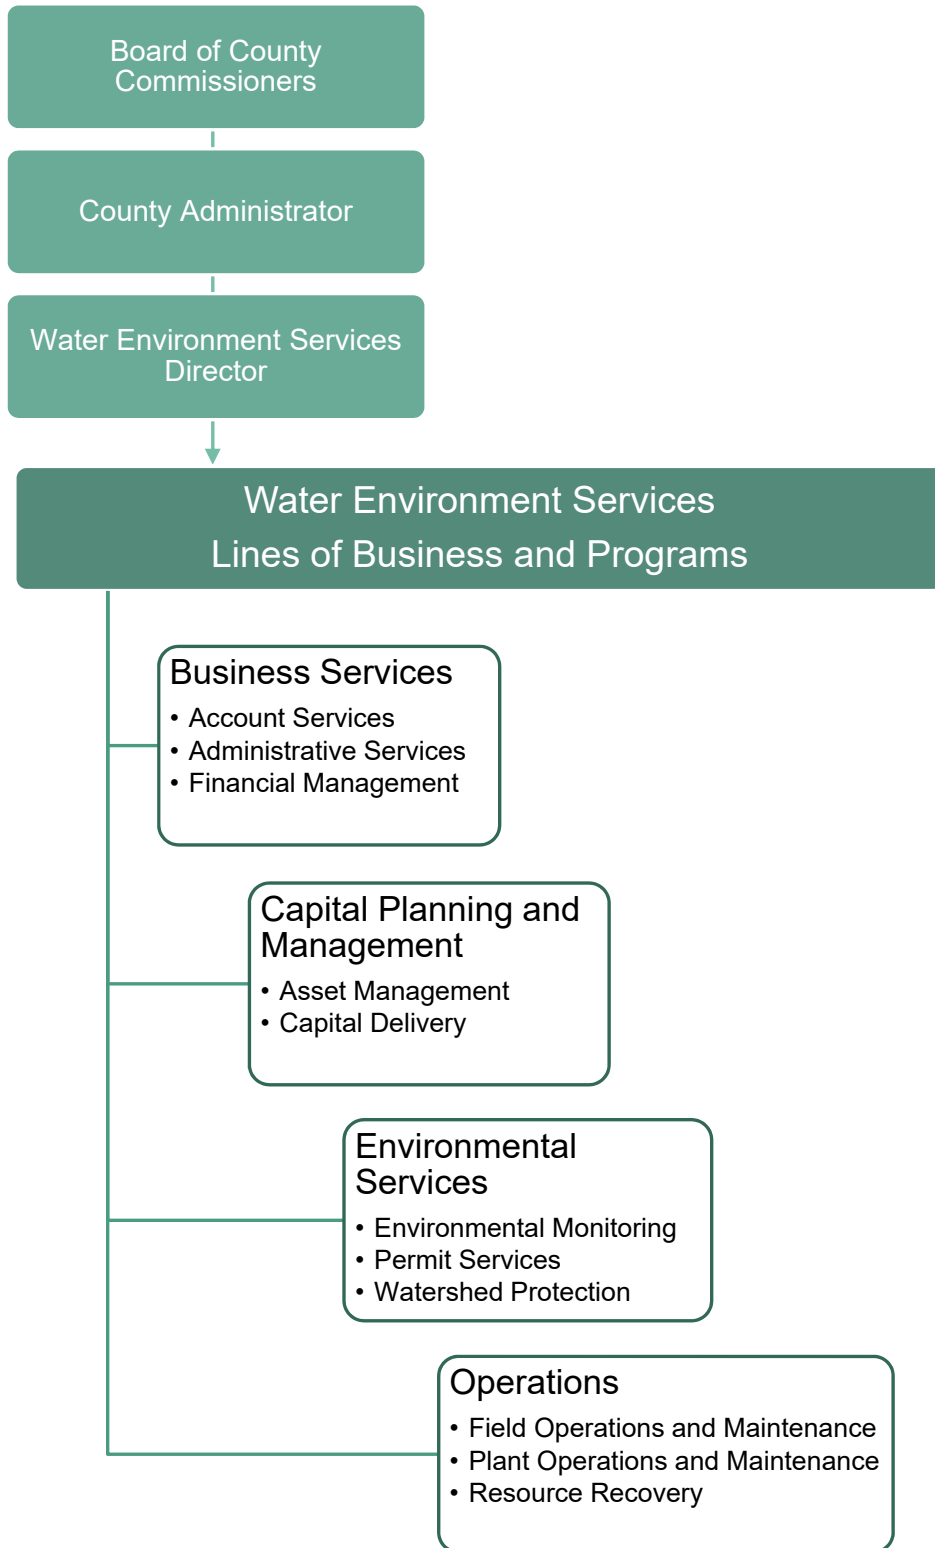 Board of County
Commissioners
County Administrator
Water Environment Services
Director
Water Environment Services
Lines of Business and Programs
Business Services
• Account Services
• Administrative Services
• Financial Management
Capital Planning and
Management
• Asset Management
• Capital Delivery
Environmental
Services
• Environmental Monitoring
• Permit Services
• Watershed Protection
Operations
• Field Operations and Maintenance
• Plant Operations and Maintenance
• Resource Recovery